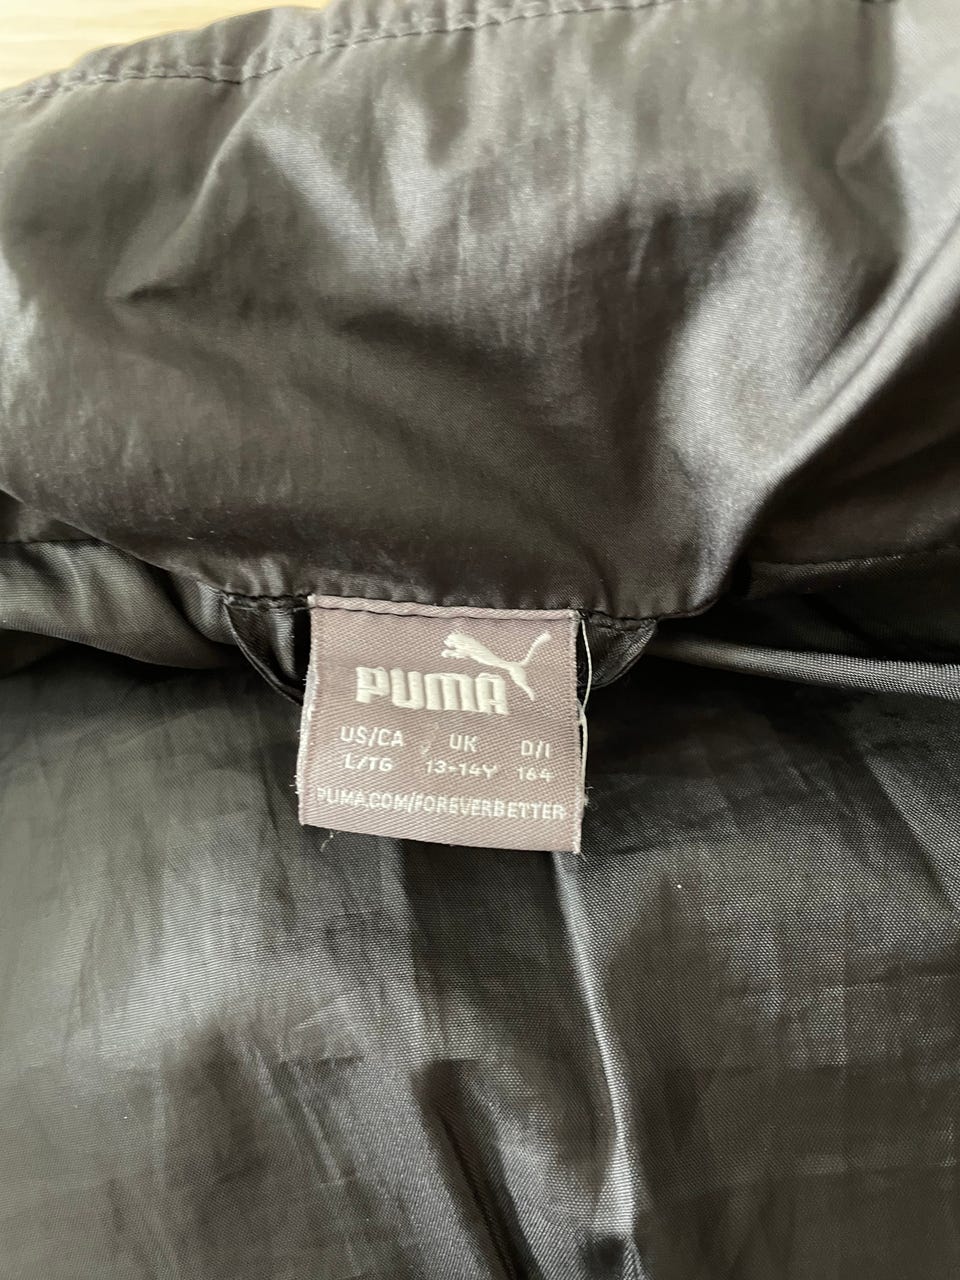 PUMA
US/CA UK D/I
L/TG 13-14Y 164
PUMA.COM/FOREVERBETTER